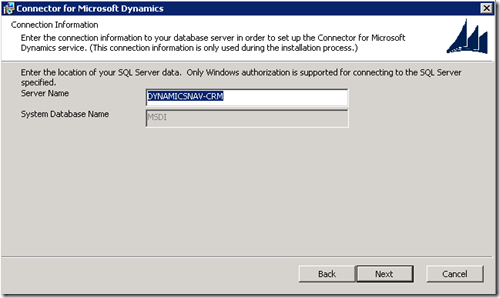 Connector for Microsoft Dynamics
Connection Information
Enter the connection information to your database server in order to set up the Connector for Microsoft
Dynamics service. (This connection information is only used during the installation process.)
Enter the location of your SQL Server data. Only Windows authorization is supported for connecting to the SQL Server
specified.
Server Name
DYNAMICSNAV-CRM
System Database Name
MSDI
Back
Next
Cancel